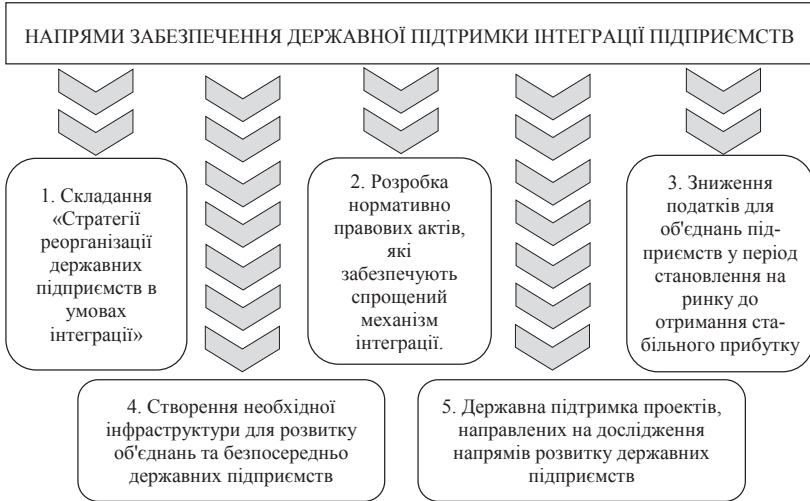 НАПРЯМИ ЗАБЕЗПЕЧЕННЯ ДЕРЖАВНОЇ ПІДТРИМКИ ІНТЕГРАЦІЇ ПІДПРИЄМСТВ
1. Складання
«Стратегії
реорганізації
державних
підприємств в
умовах
інтеграції»
2. Розробка
нормативно
правових актів,
які
забезпечують
спрощений
механізм
інтеграції.
3. Зниження
податків для
об'єднань під-
приємств у період
становлення на
ринку до
отримання ста-
більного прибутку
4. Створення необхідної
інфраструктури для розвитку
об'єднань та безпосередньо
державних підприємств
5. Державна підтримка проектів,
направлених на дослідження
напрямів розвитку державних
підприємств